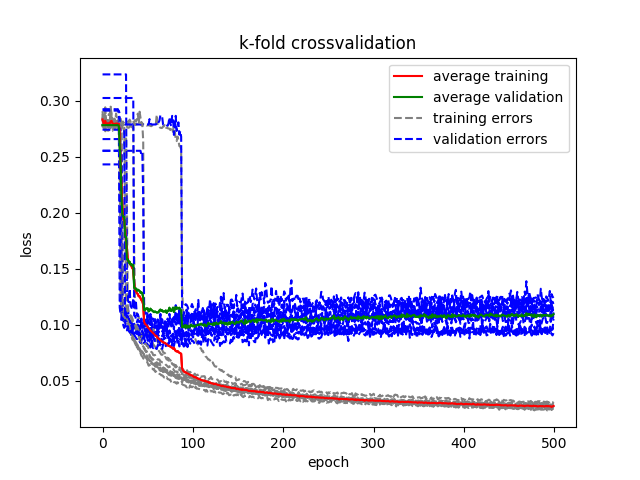 k-fold crossvalidation
average training
average validation
training errors
validation errors
0.30
0.25
0.20
0.15
0.10
0.05
loss
0 100 200 300 400 500
epoch